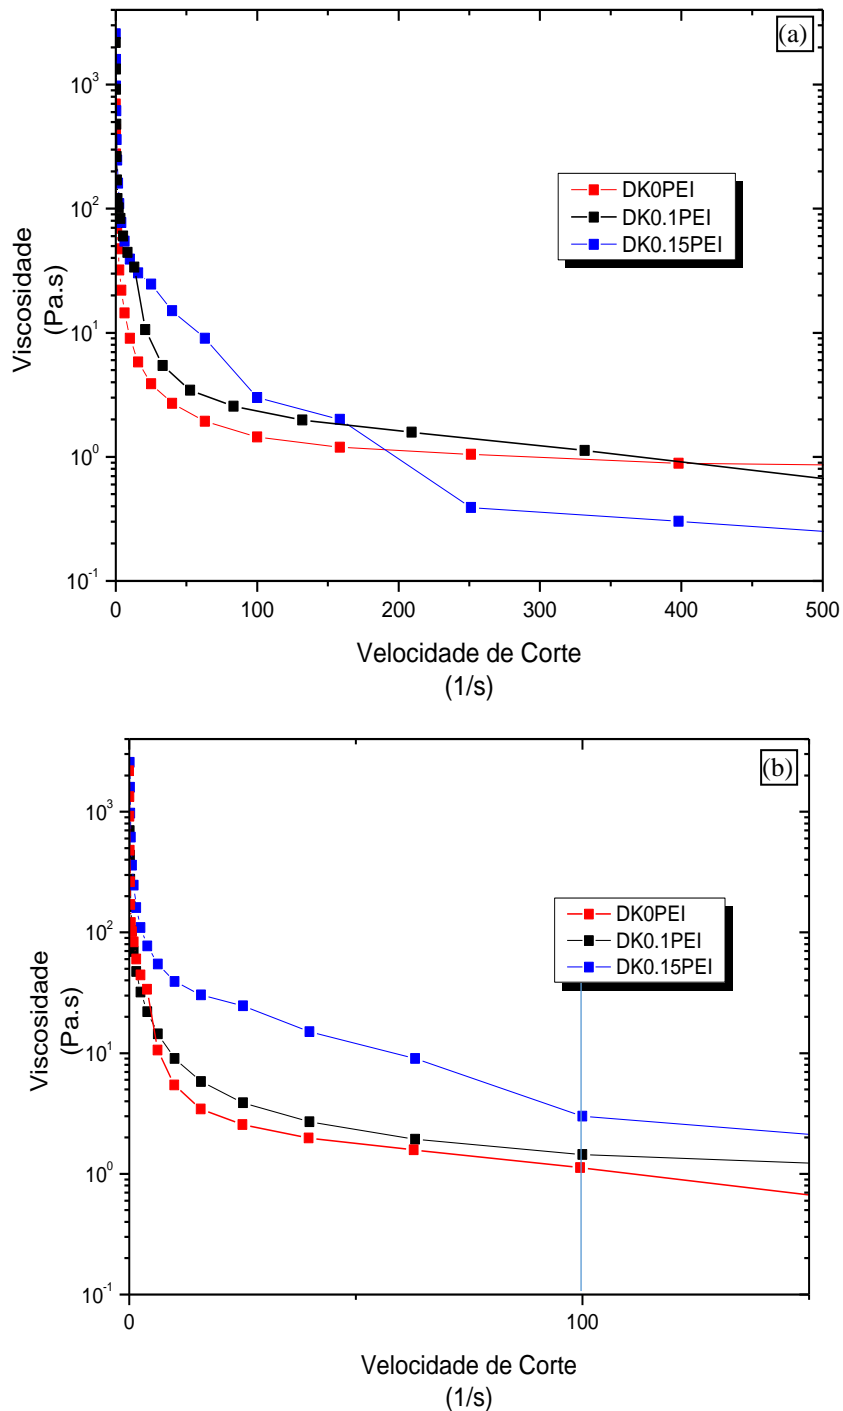 (a)
10³
10²
10¹
10⁰
10⁻¹
Viscosidade
(Pa.s)
DK0PEI
DK0.1PEI
DK0.15PEI
0 100 200 300 400 500
Velocidade de Corte
(1/s)
(b)
10³
10²
10¹
10⁰
10⁻¹
Viscosidade
(Pa.s)
DK0PEI
DK0.1PEI
DK0.15PEI
0 100
Velocidade de Corte
(1/s)